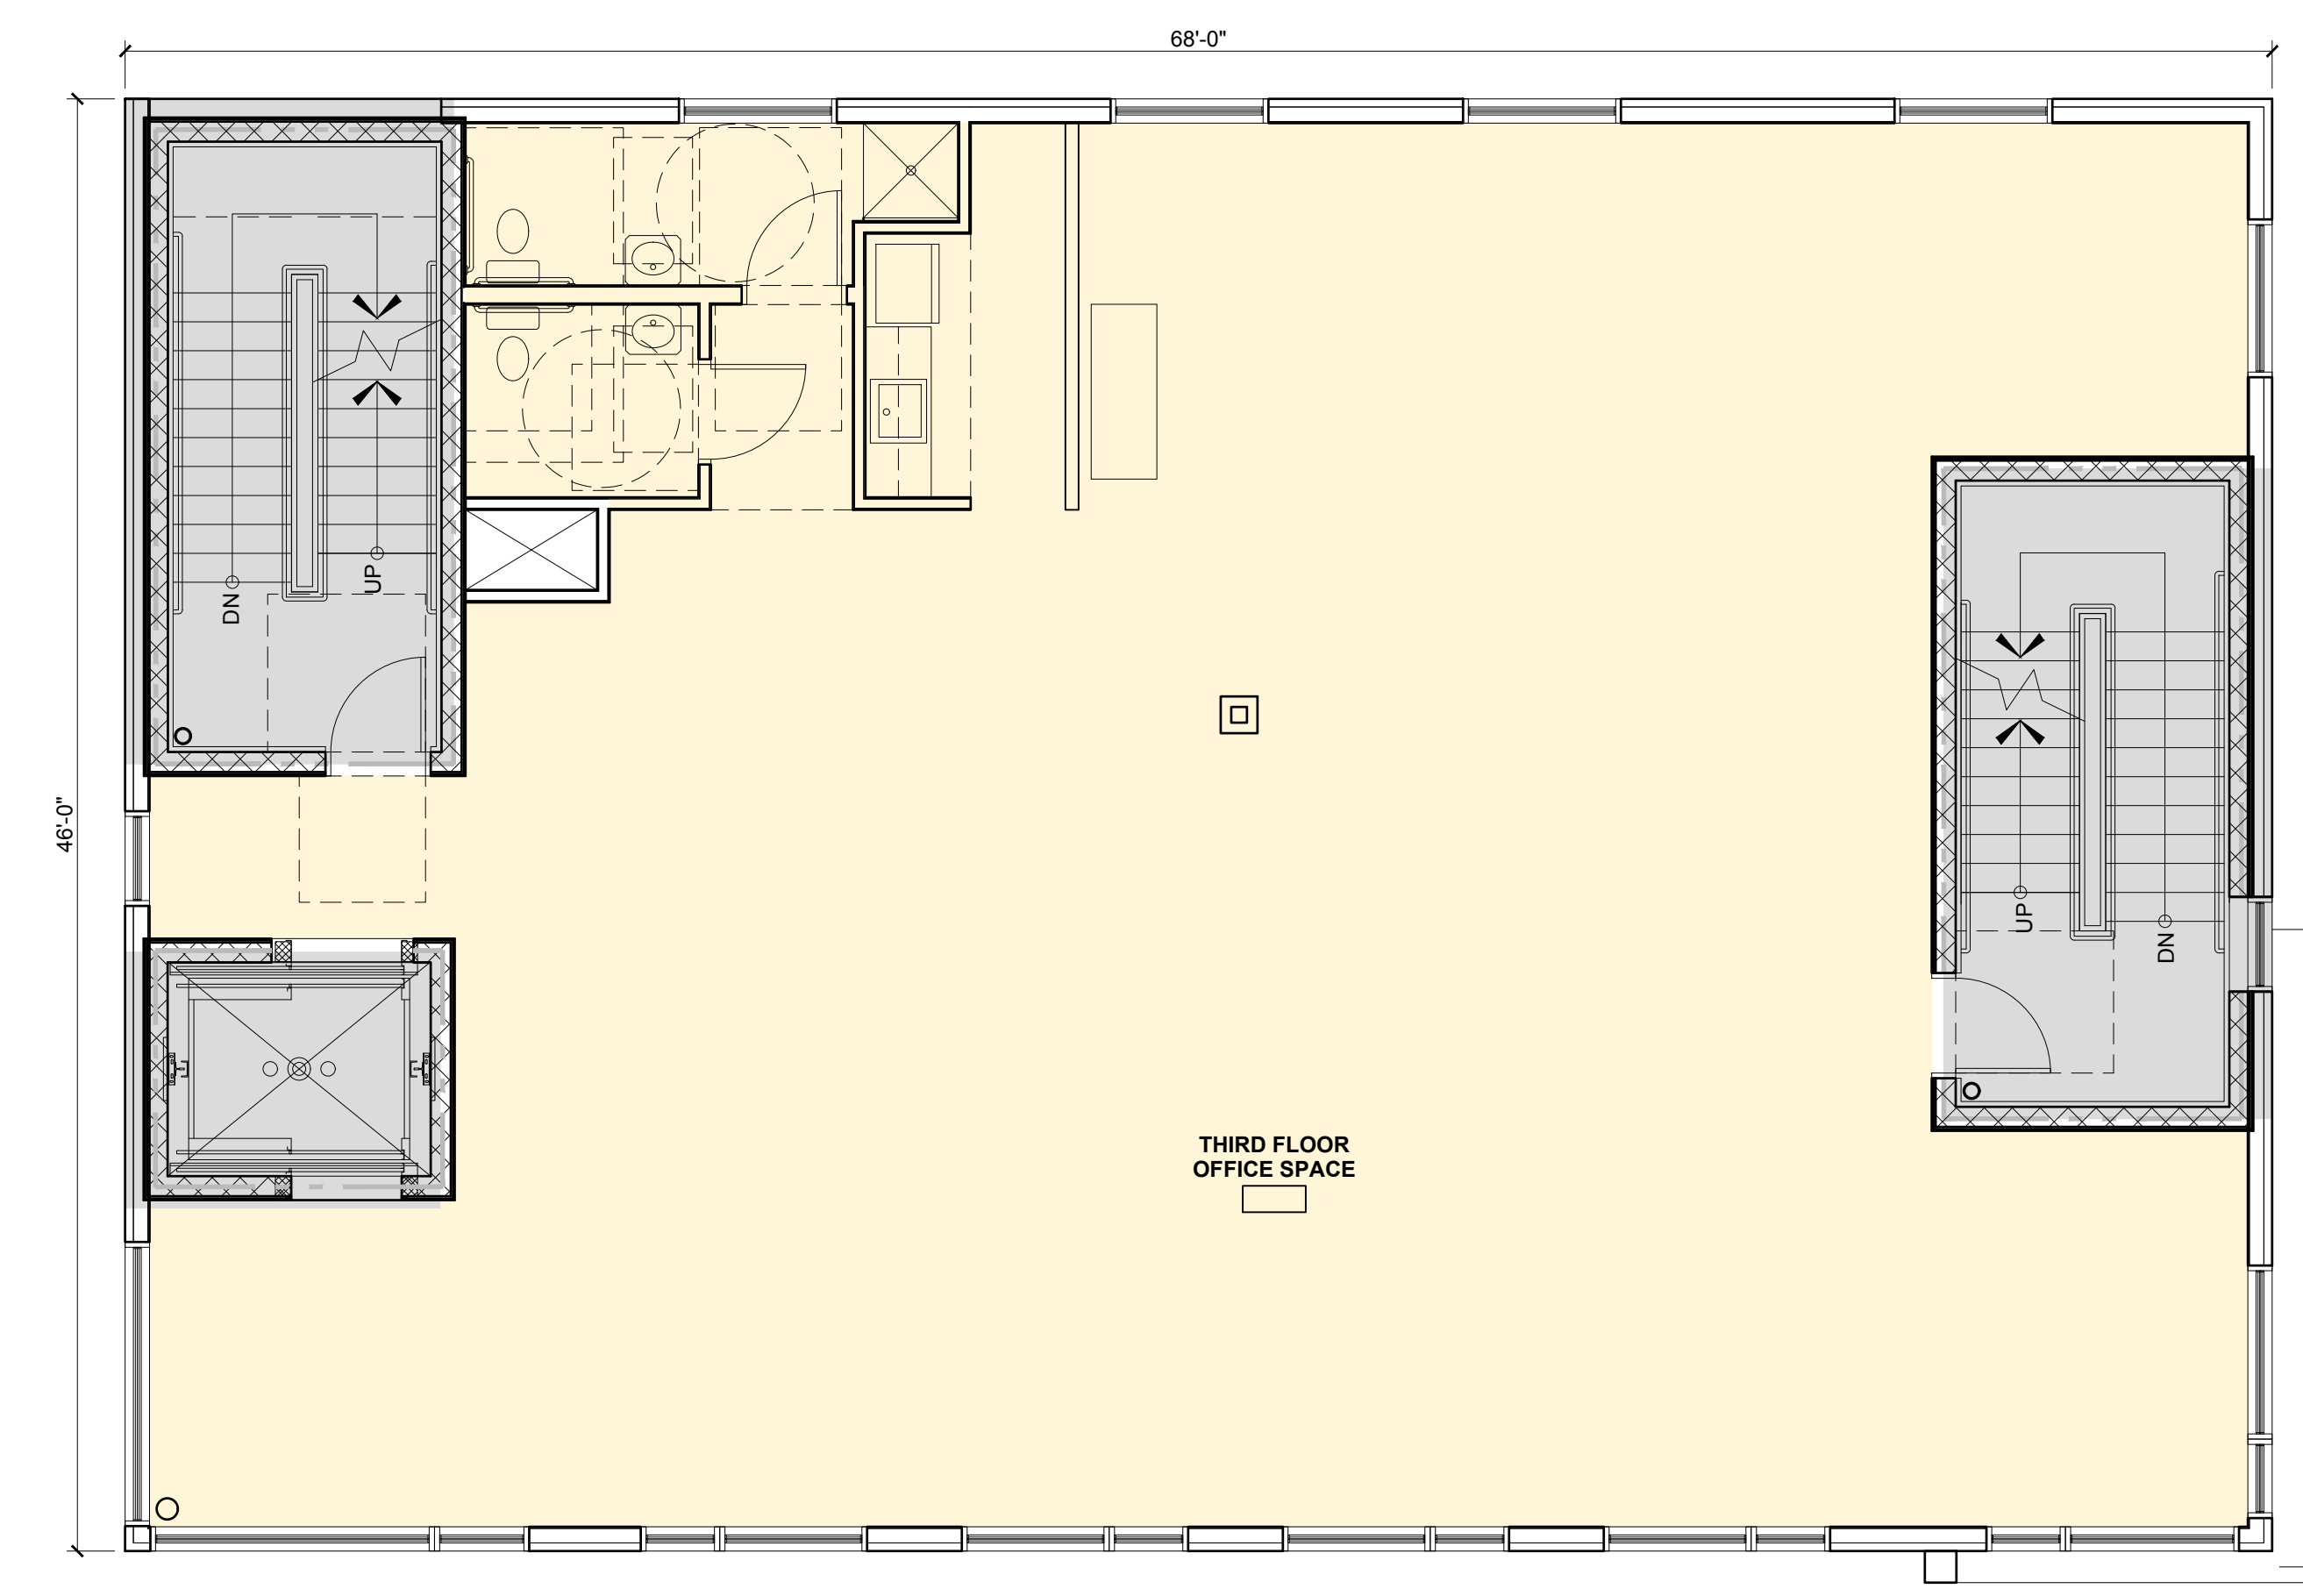 68'-0"
46'-0"
DN
UP
UP
DN
THIRD FLOOR
OFFICE SPACE